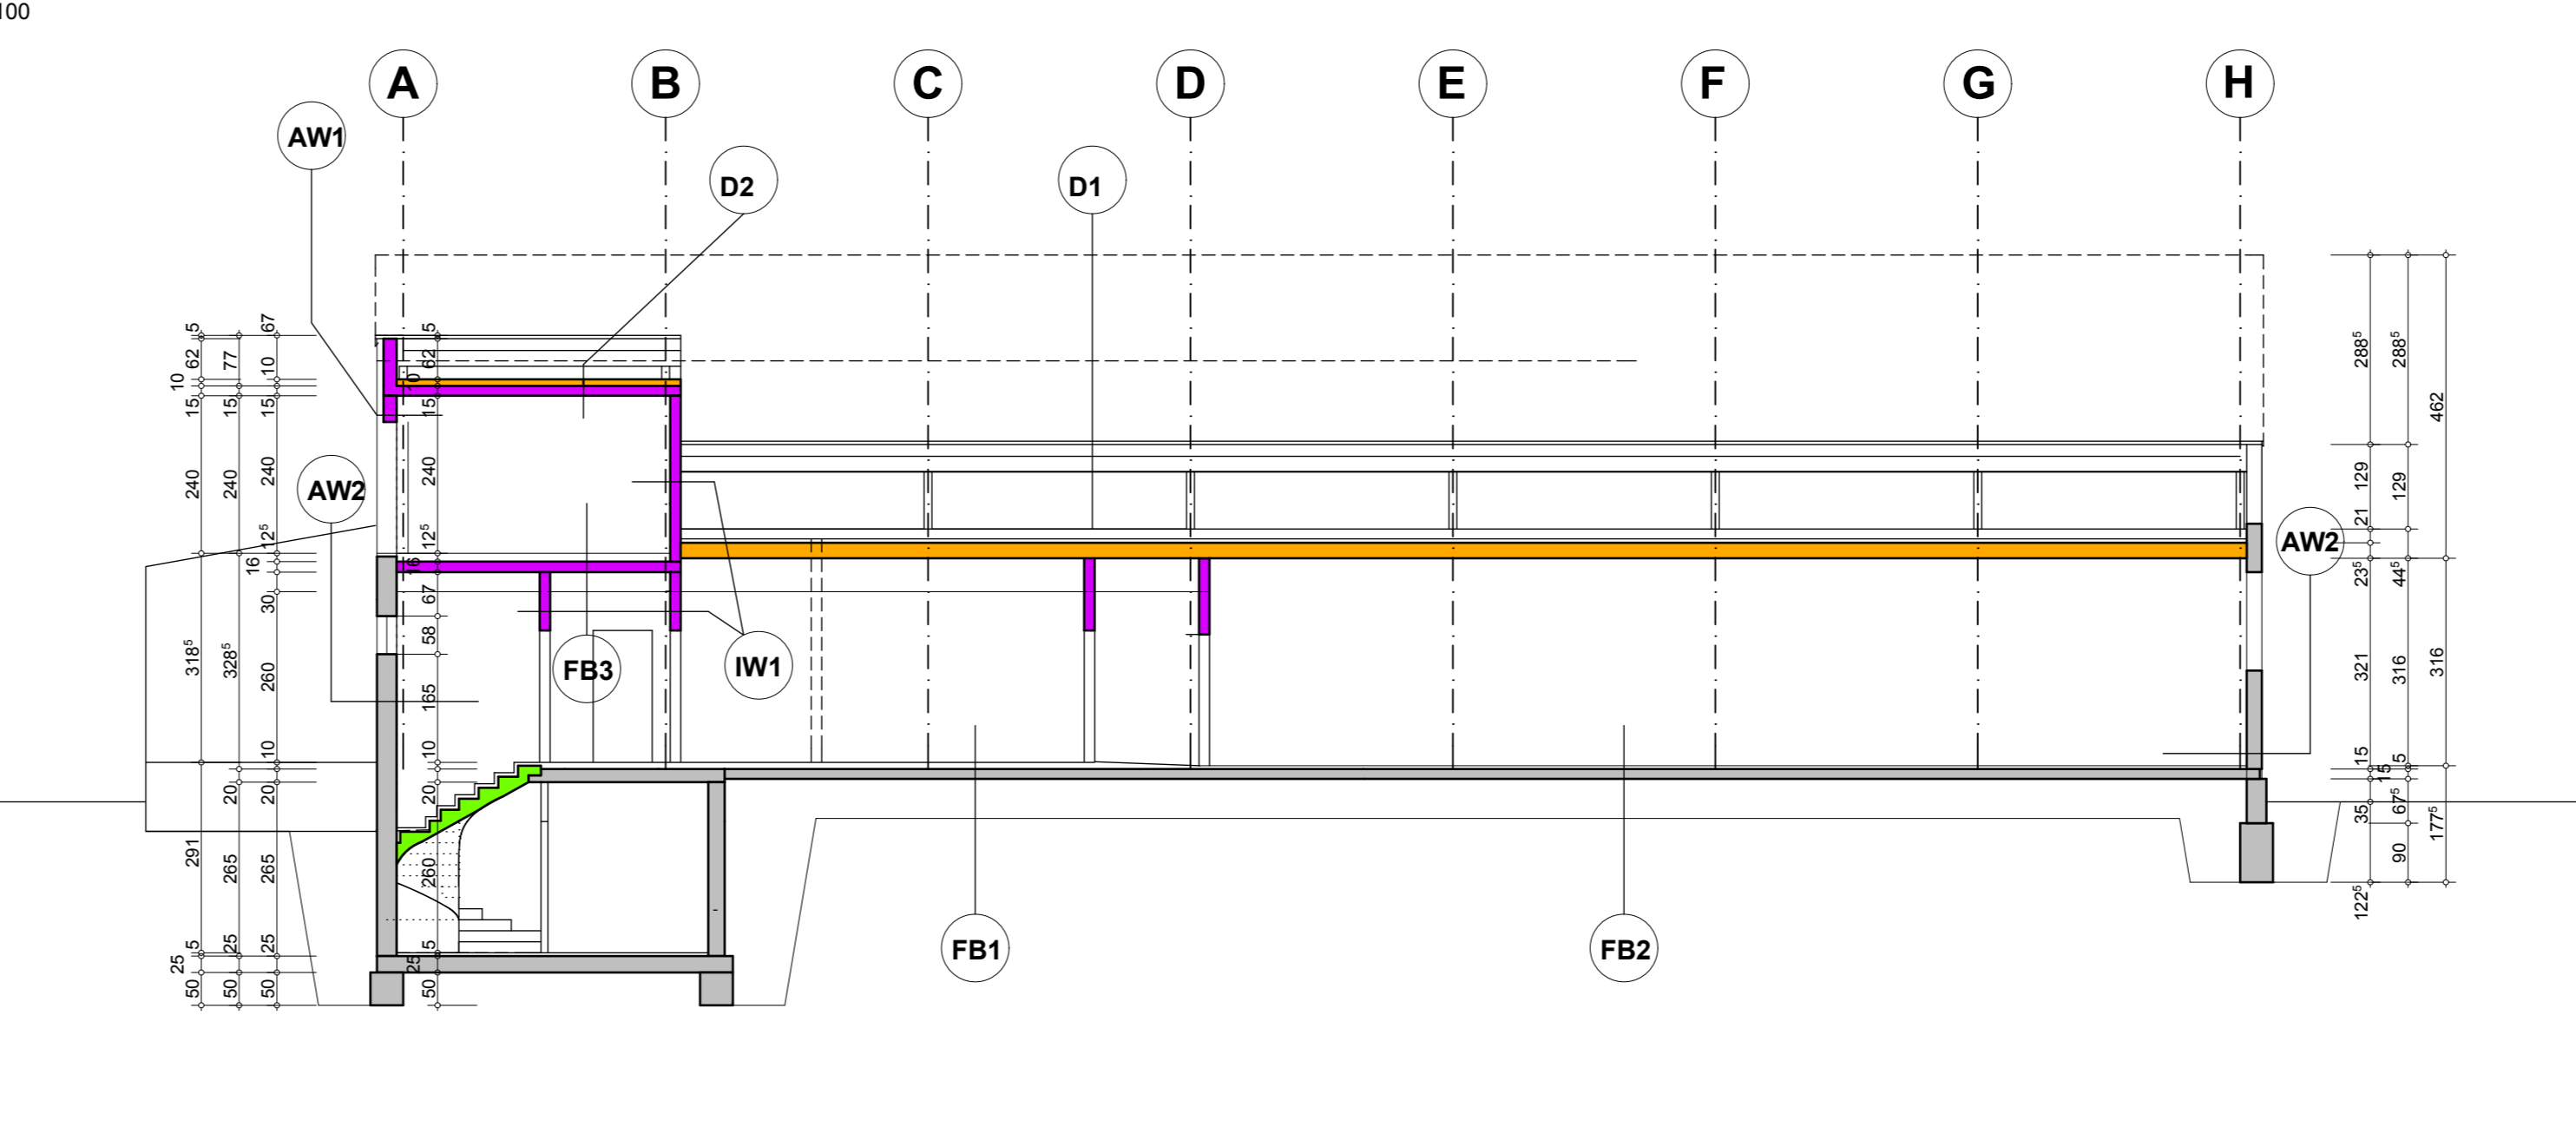 100
A B C D E F G H
AW1
D2
D1
AW2
AW2
FB3
IW1
FB1
FB2
5 62 10 15 240 318⁵ 291 5 25 50
77 15 240 328⁵ 20 265 25 50
67 10 15 240 12⁵ 16 30 260 10 20 265 25 50
5 62 10 15 240 12⁵ 16 67 58 165 10 20 260 5 25 50
288⁵ 129 21 23⁵ 321 15 35 122⁵
288⁵ 129 44⁵ 316 5 15 67⁵ 90
462 316 177⁵